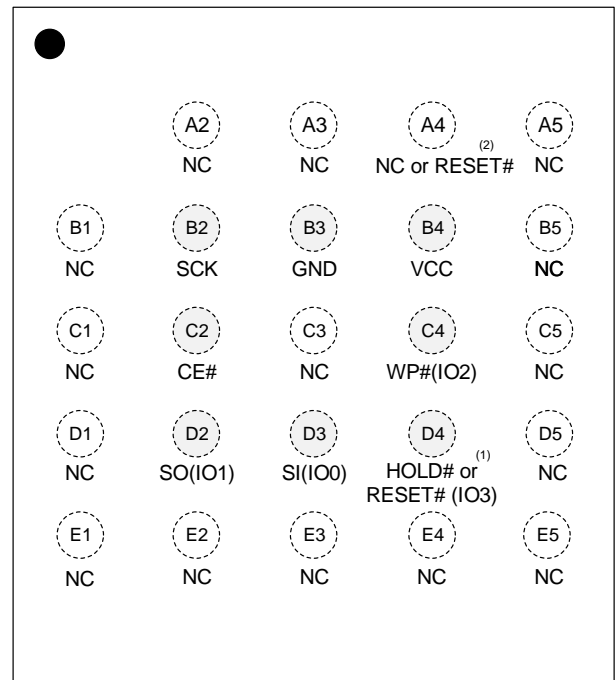 A2 A3 A4 A5
(2)
NC NC NC or RESET# NC
B1 B2 B3 B4 B5
NC SCK GND VCC NC
C1 C2 C3 C4 C5
NC CE# NC WP#(IO2) NC
D1 D2 D3 D4 D5
(1)
NC SO(IO1) SI(IO0) HOLD# or NC
RESET# (IO3)
E1 E2 E3 E4 E5
NC NC NC NC NC